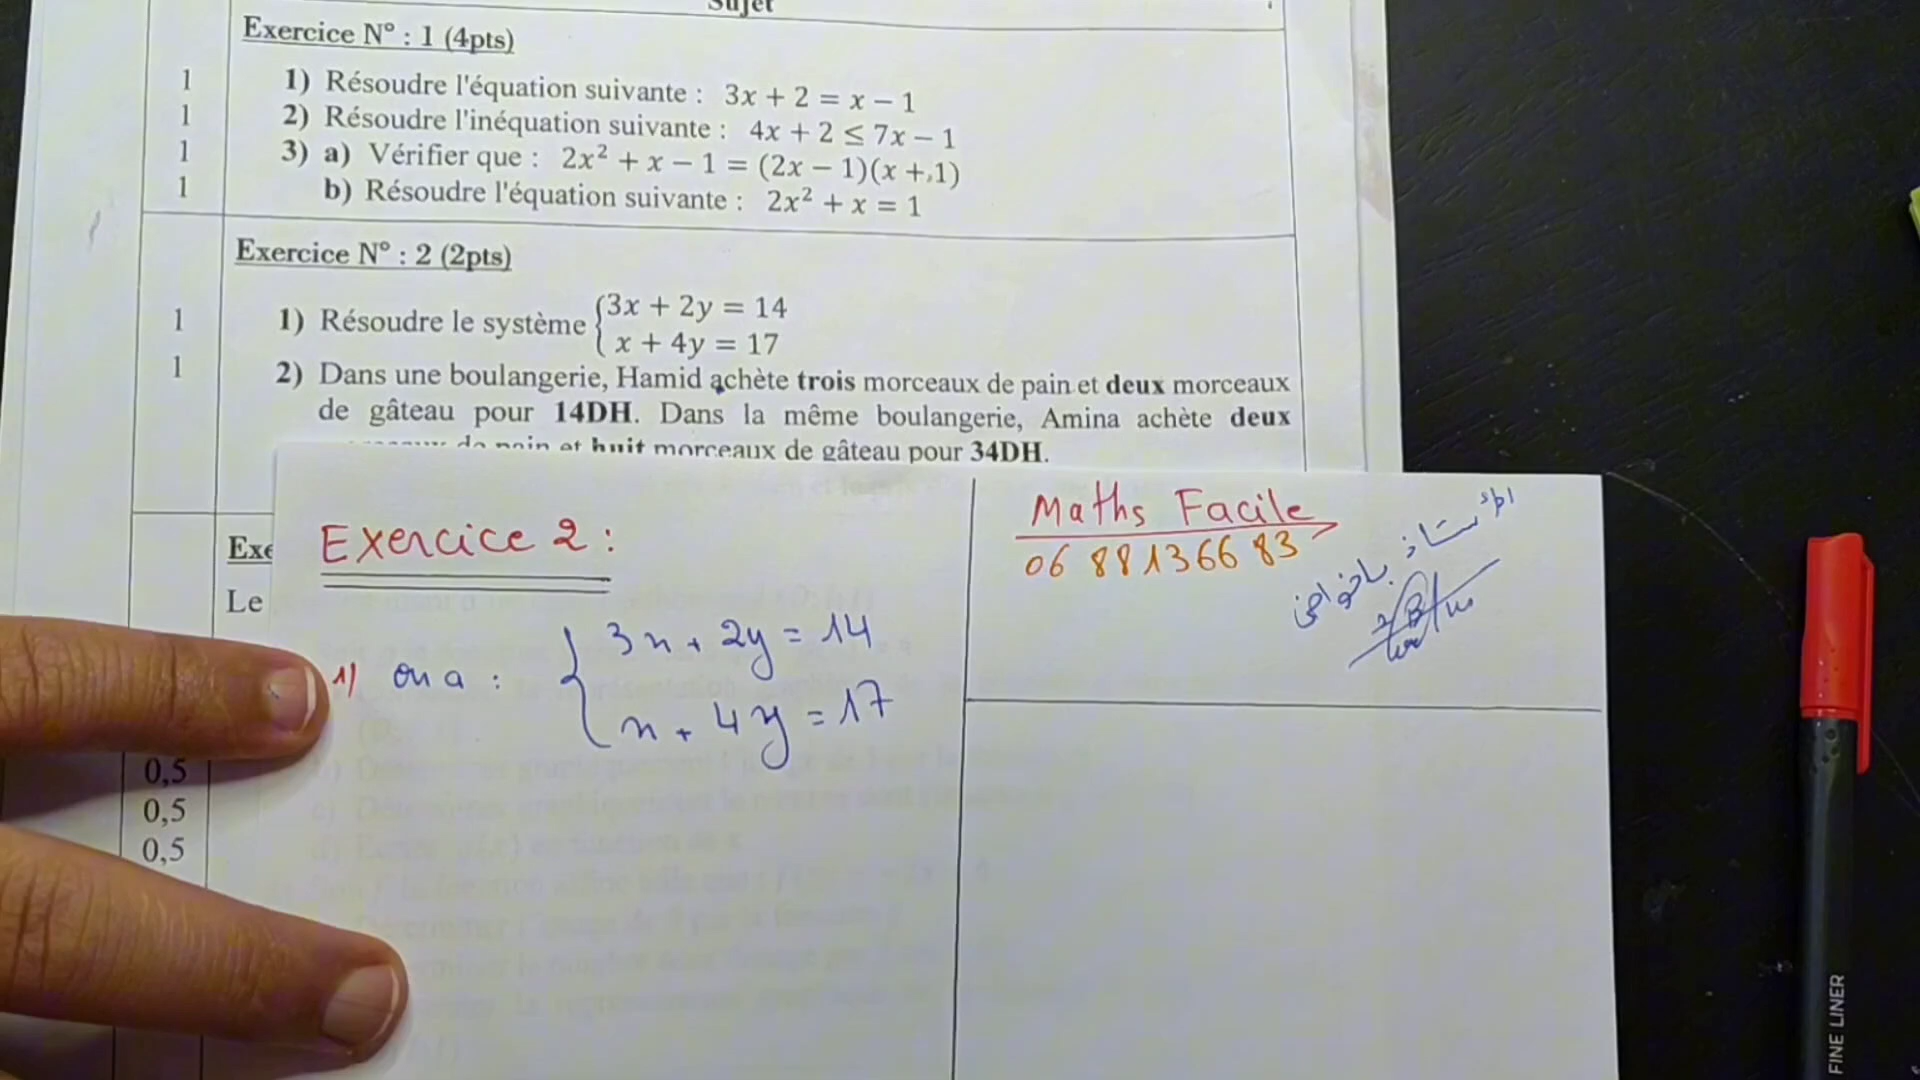 Sujet
Exercice N° : 1 (4pts)
1 1) Résoudre l'équation suivante : 3x + 2 = x − 1
1 2) Résoudre l'inéquation suivante : 4x + 2 ≤ 7x − 1
1 3) a) Vérifier que : 2x² + x − 1 = (2x − 1)(x + 1)
1 b) Résoudre l'équation suivante : 2x² + x = 1
Exercice N° : 2 (2pts)
1 1) Résoudre le système { 3x + 2y = 14
x + 4y = 17
1 2) Dans une boulangerie, Hamid achète trois morceaux de pain et deux morceaux
de gâteau pour 14DH. Dans la même boulangerie, Amina achète deux
de pain et huit morceaux de gâteau pour 34DH.
Exe
Le
0,5
0,5
0,5
Exercice 2 :
1) on a : { 3x + 2y = 14
x + 4y = 17
Maths Facile
06 88136683
الأستاذ
FINE LINER